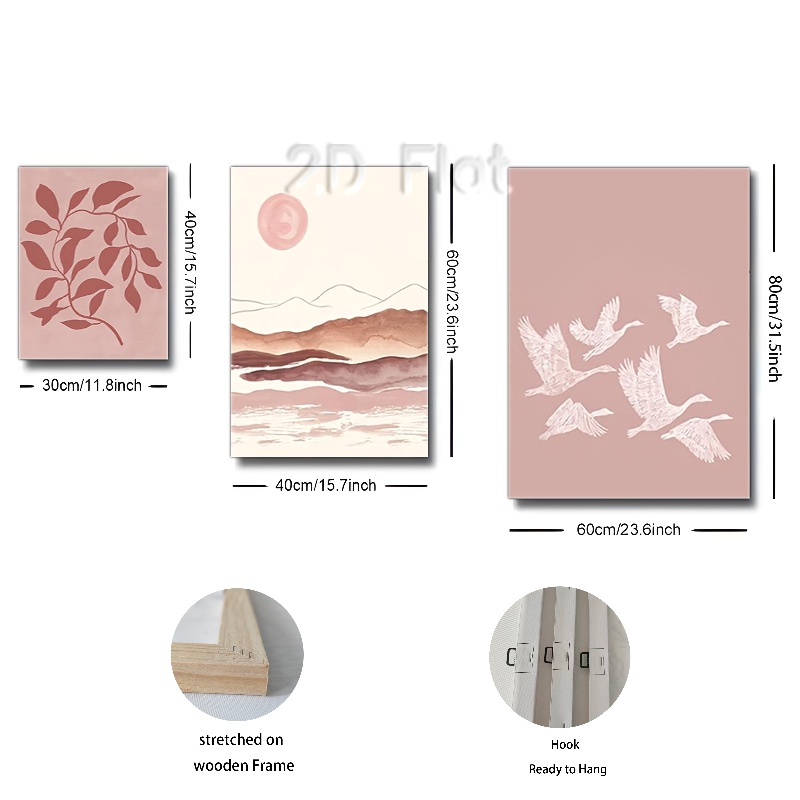 2D Flat
40cm/15.7inch
60cm/23.6inch
80cm/31.5inch
30cm/11.8inch
40cm/15.7inch
60cm/23.6inch
stretched on
wooden Frame
Hook
Ready to Hang